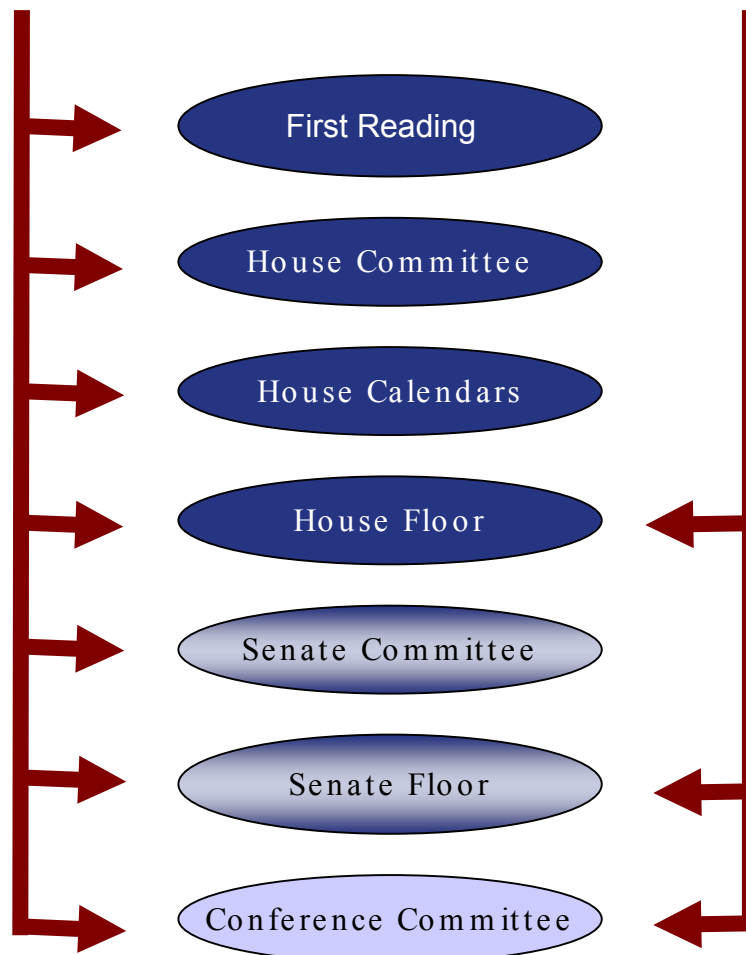 First Reading
House Committee
House Calendars
House Floor
Senate Committee
Senate Floor
Conference Committee